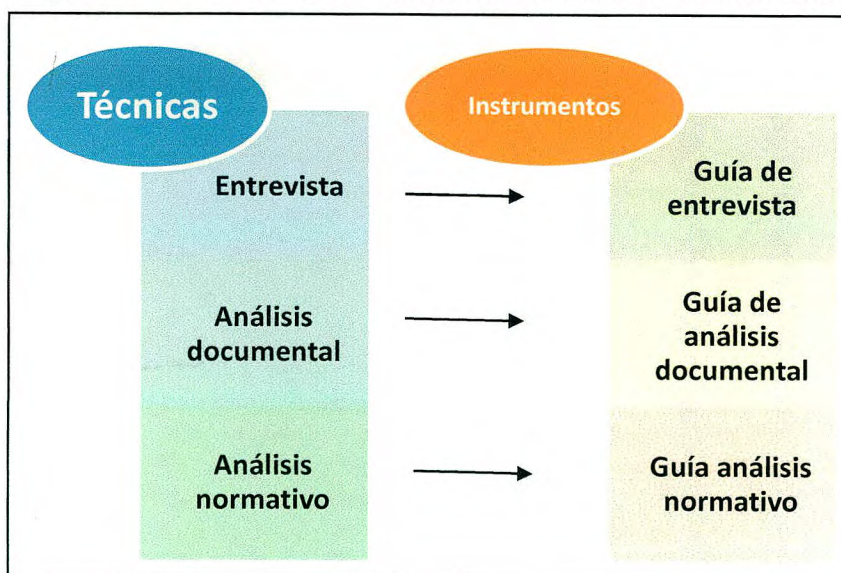 Técnicas
Instrumentos
Entrevista
Guía de
entrevista
Análisis
documental
Guía de
análisis
documental
Análisis
normativo
Guía análisis
normativo